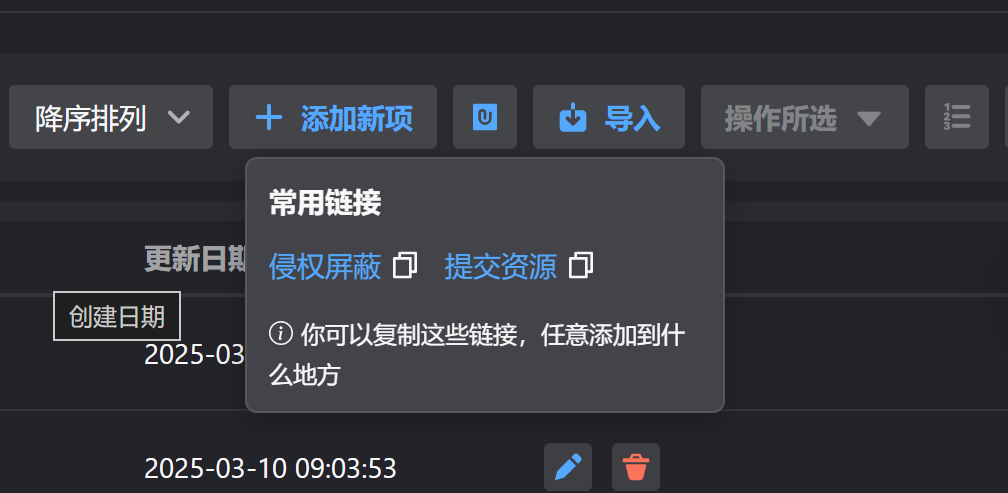 降序排列
添加新项
导入
操作所选
常用链接
侵权屏蔽 提交资源
你可以复制这些链接，任意添加到什
么地方
更新日期
创建日期
2025-03
2025-03-10 09:03:53